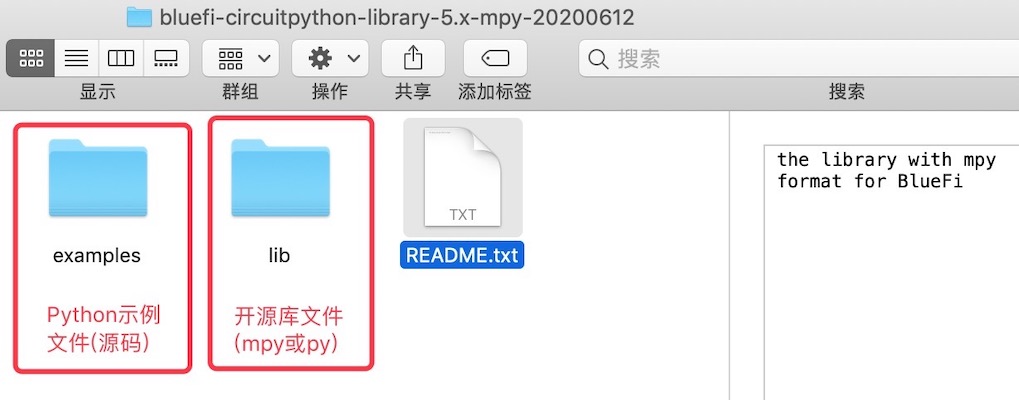 bluefi-circuitpython-library-5.x-mpy-20200612
搜索
显示
群组
操作
共享
添加标签
搜索
TXT
examples
lib
README.txt
Python示例
文件(源码)
开源库文件
(mpy或py)
the library with mpy
format for BlueFi